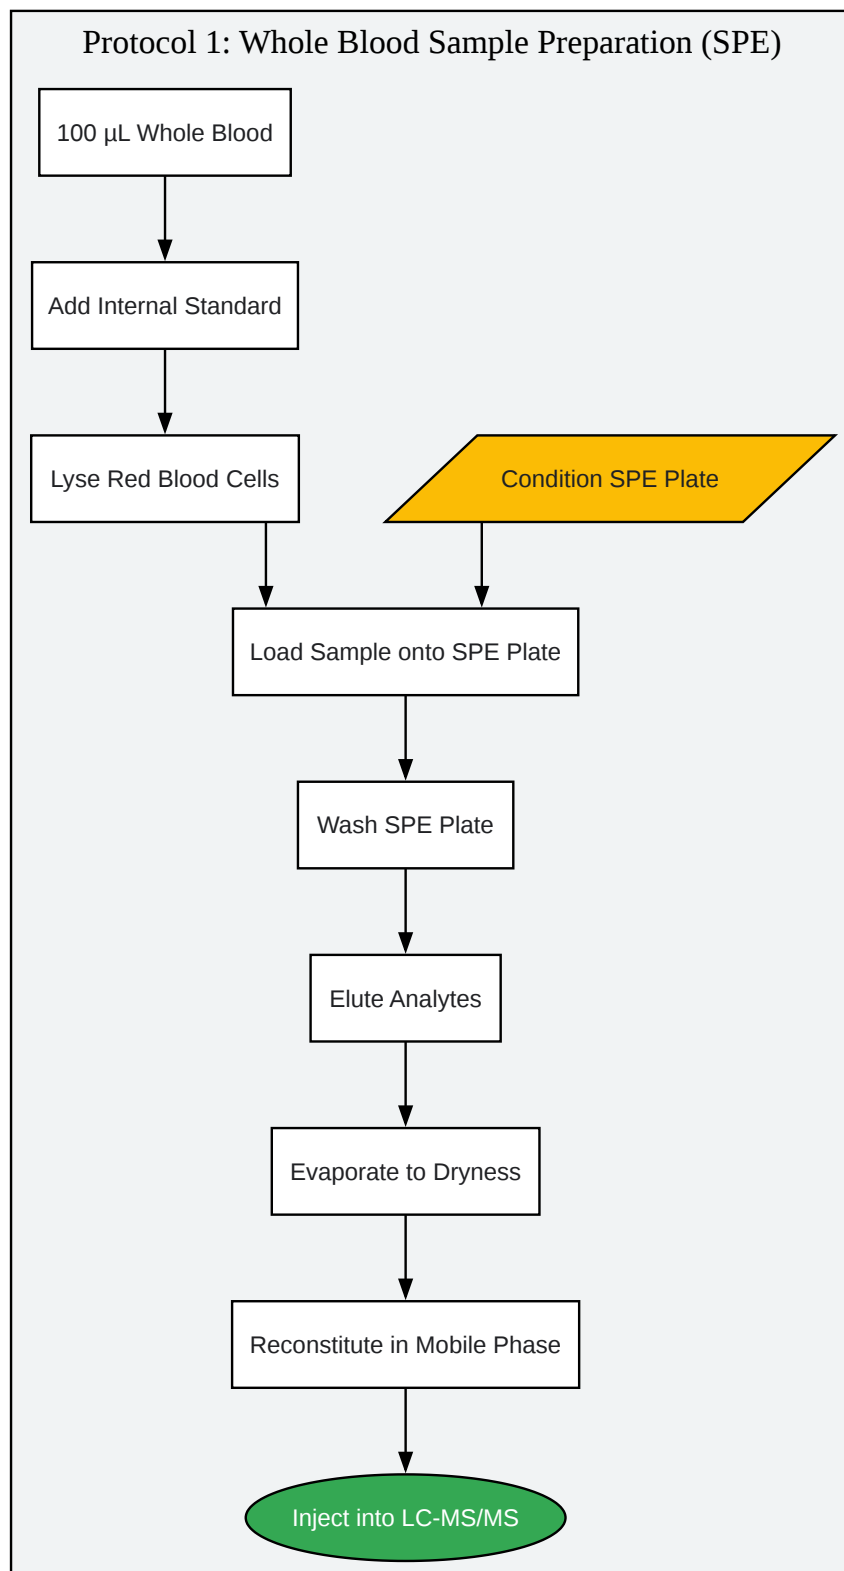 Protocol 1: Whole Blood Sample Preparation (SPE)
100 µL Whole Blood
Add Internal Standard
Lyse Red Blood Cells
Condition SPE Plate
Load Sample onto SPE Plate
Wash SPE Plate
Elute Analytes
Evaporate to Dryness
Reconstitute in Mobile Phase
Inject into LC-MS/MS